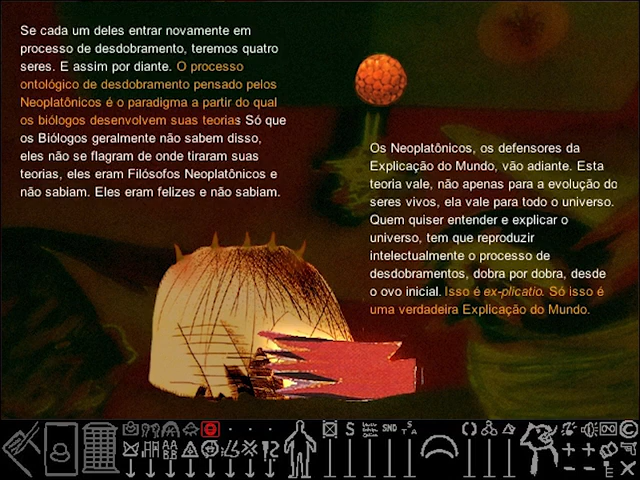 Se cada um deles entrar novamente em
processo de desdobramento, teremos quatro
seres. E assim por diante. O processo
ontológico de desdobramento pensado pelos
Neoplatônicos é o paradigma a partir do qual
os biólogos desenvolvem suas teorias Só que
os Biólogos geralmente não sabem disso,
eles não se flagram de onde tiraram suas
teorias, eles eram Filósofos Neoplatônicos e
não sabiam. Eles eram felizes e não sabiam.
Os Neoplatônicos, os defensores da
Explicação do Mundo, vão adiante. Esta
teoria vale, não apenas para a evolução do
seres vivos, ela vale para todo o universo.
Quem quiser entender e explicar o
universo, tem que reproduzir
intelectualmente o processo de
desdobramentos, dobra por dobra, desde
o ovo inicial. Isso é ex-plicatio. Só isso é
uma verdadeira Explicação do Mundo.
S SND